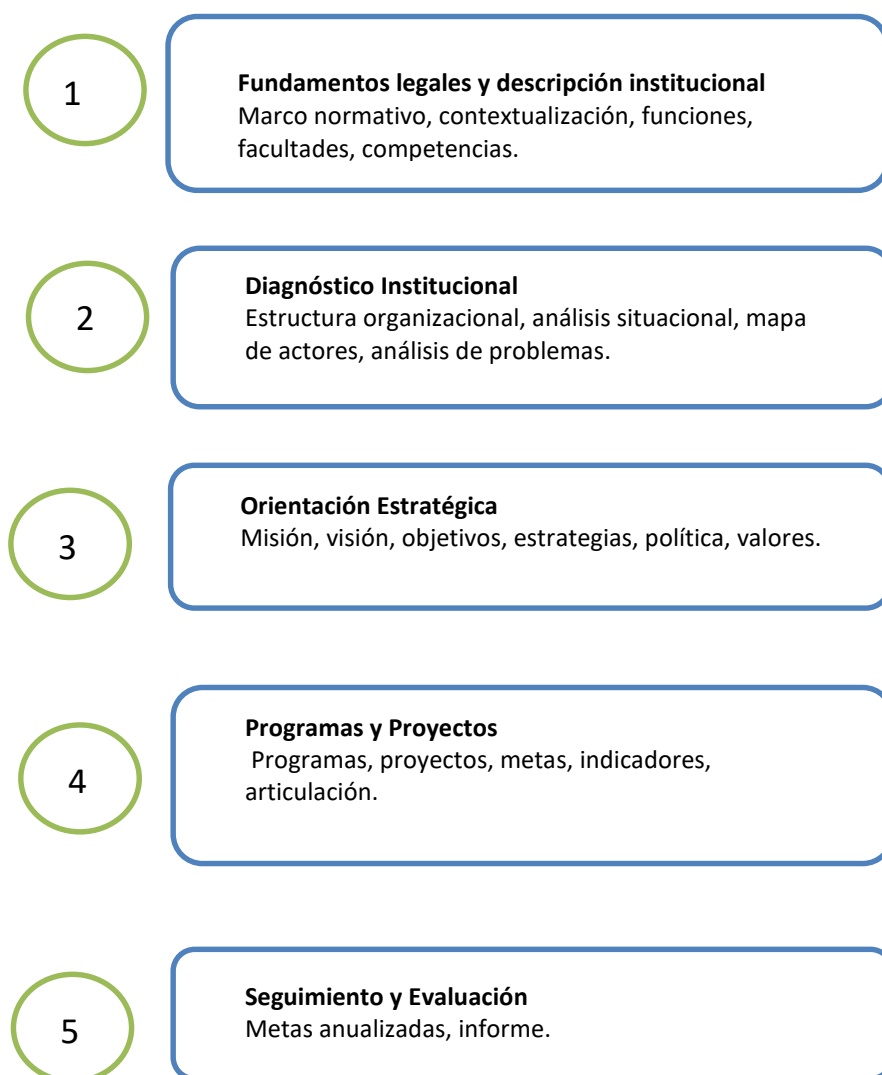 1
Fundamentos legales y descripción institucional
Marco normativo, contextualización, funciones,
facultades, competencias.
2
Diagnóstico Institucional
Estructura organizacional, análisis situacional, mapa
de actores, análisis de problemas.
3
Orientación Estratégica
Misión, visión, objetivos, estrategias, política, valores.
4
Programas y Proyectos
Programas, proyectos, metas, indicadores,
articulación.
5
Seguimiento y Evaluación
Metas anualizadas, informe.